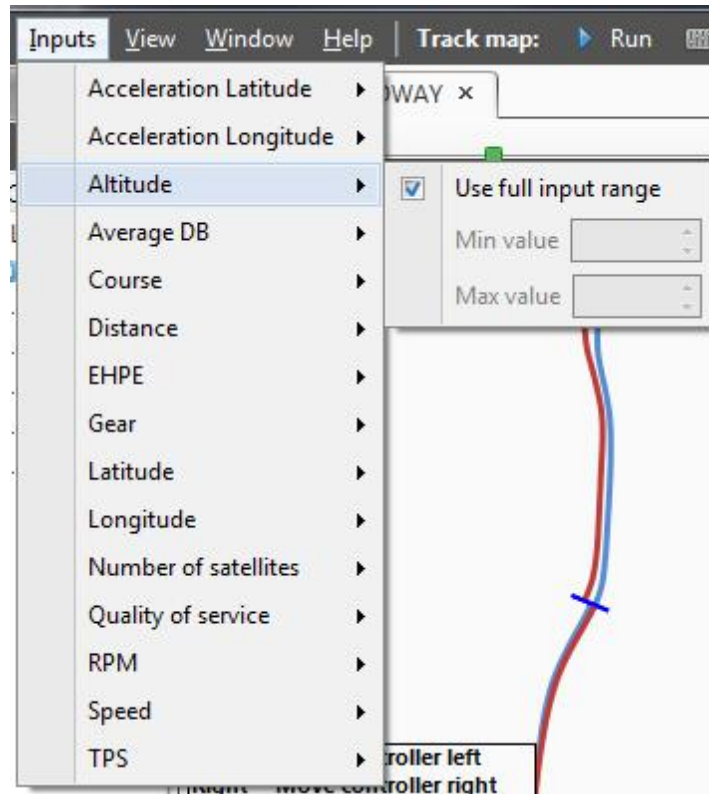 Inputs View Window Help Track map: Run
Acceleration Latitude
WAY ×
Acceleration Longitude
Altitude
Use full input range
Average DB
Min value
Course
Max value
Distance
EHPE
Gear
Latitude
Longitude
Number of satellites
Quality of service
RPM
Speed
TPS
left
Right Move controller right